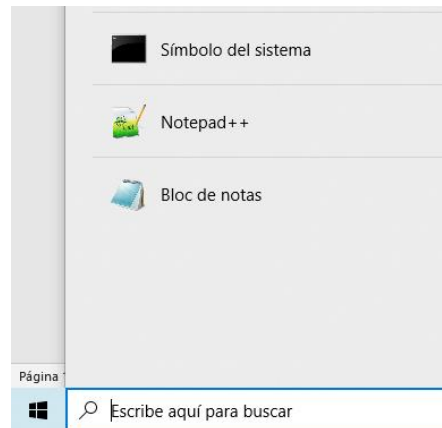 Símbolo del sistema
Notepad++
Bloc de notas
Página
Escribe aquí para buscar